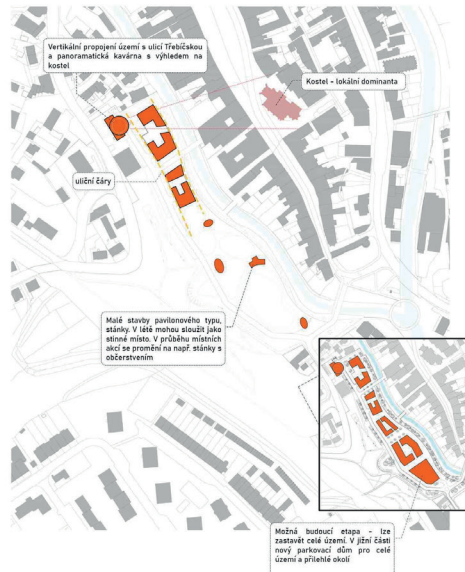 Vertikální propojení území s ulicí Třebíčskou
a panoramatická kavárna s výhledem na
kostel
Kostel - lokální dominanta
uliční čáry
Malé stavby pavilonového typu,
stánky. V létě mohou sloužit jako
stinné místo. V průběhu místních
akcí se promění na např. stánky s
občerstvením
Možná budoucí etapa - lze
zastavět celé území. V jižní části
nový parkovací dům pro celé
území a přilehlé okolí